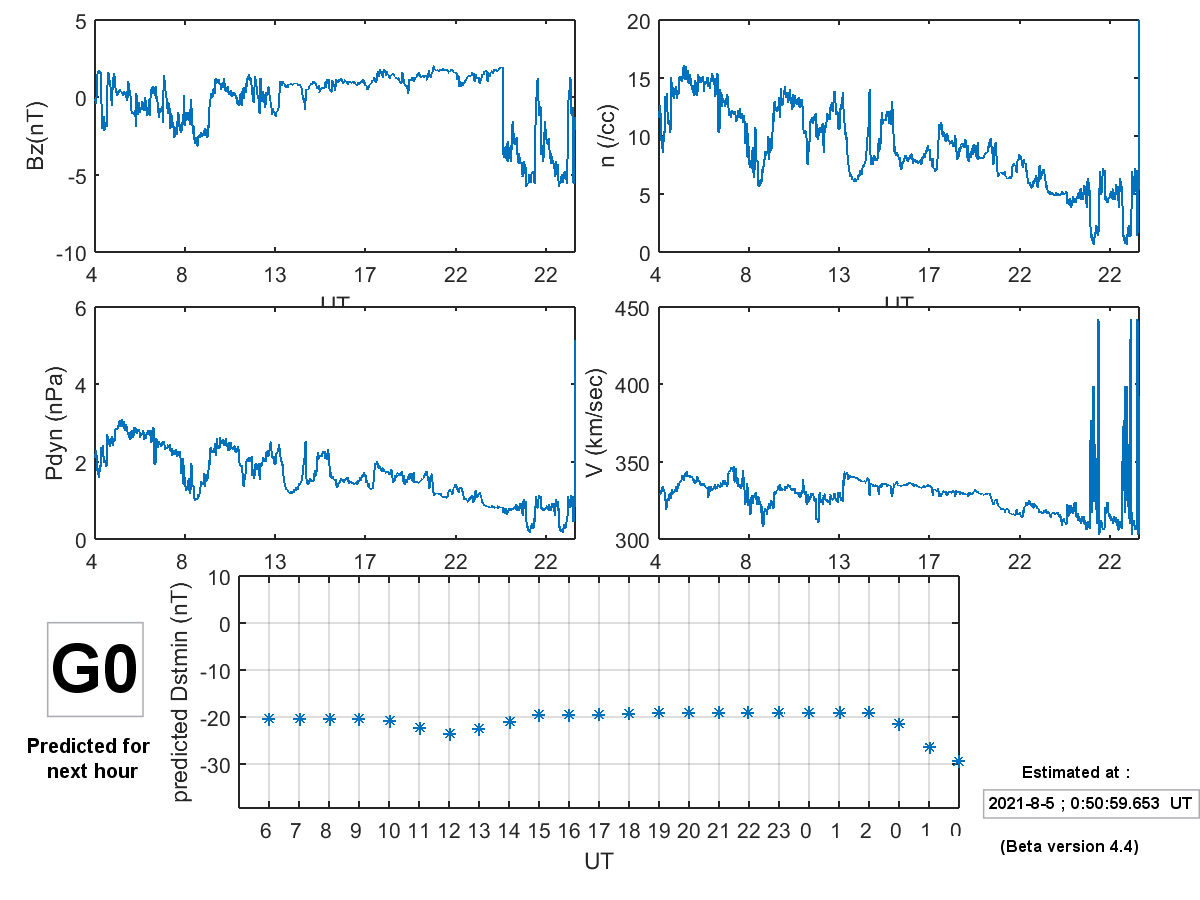 5
0
-5
-10
Bz(nT)
4 8 13 17 22 22
UT
20
15
10
5
0
n (/cc)
4 8 13 17 22 22
UT
6
4
2
0
Pdyn (nPa)
4 8 13 17 22 22
450
400
350
300
V (km/sec)
4 8 13 17 22 22
10
0
-10
-20
-30
predicted Dstmin (nT)
6 7 8 9 10 11 12 13 14 15 16 17 18 19 20 21 22 23 0 1 2 0 1 0
UT
G0
Predicted for
next hour
Estimated at :
2021-8-5 ; 0:50:59.653 UT
(Beta version 4.4)